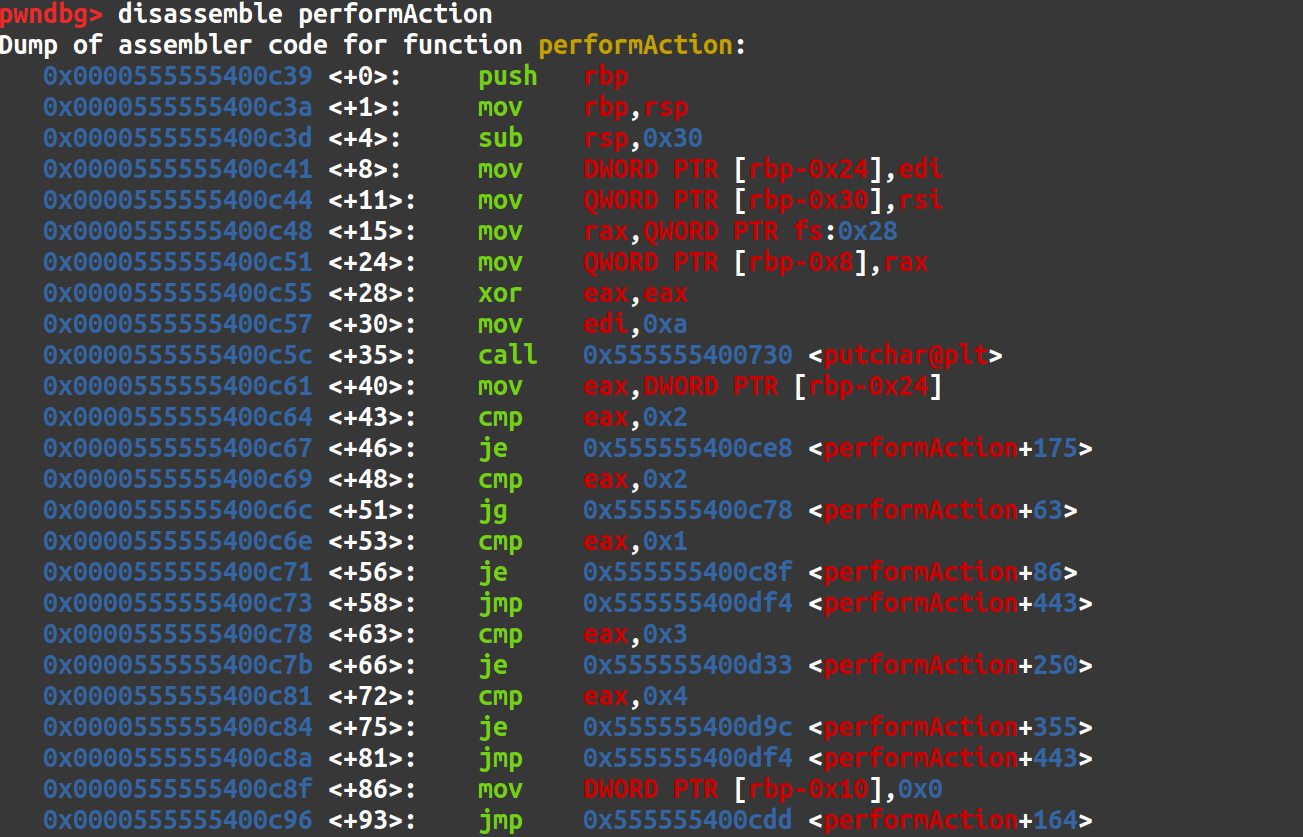 pwndbg> disassemble performAction
Dump of assembler code for function performAction:
0x0000555555400c39 <+0>: push rbp
0x0000555555400c3a <+1>: mov rbp,rsp
0x0000555555400c3d <+4>: sub rsp,0x30
0x0000555555400c41 <+8>: mov DWORD PTR [rbp-0x24],edi
0x0000555555400c44 <+11>: mov QWORD PTR [rbp-0x30],rsi
0x0000555555400c48 <+15>: mov rax,QWORD PTR fs:0x28
0x0000555555400c51 <+24>: mov QWORD PTR [rbp-0x8],rax
0x0000555555400c55 <+28>: xor eax,eax
0x0000555555400c57 <+30>: mov edi,0xa
0x0000555555400c5c <+35>: call 0x555555400730 <putchar@plt>
0x0000555555400c61 <+40>: mov eax,DWORD PTR [rbp-0x24]
0x0000555555400c64 <+43>: cmp eax,0x2
0x0000555555400c67 <+46>: je 0x555555400ce8 <performAction+175>
0x0000555555400c69 <+48>: cmp eax,0x2
0x0000555555400c6c <+51>: jg 0x555555400c78 <performAction+63>
0x0000555555400c6e <+53>: cmp eax,0x1
0x0000555555400c71 <+56>: je 0x555555400c8f <performAction+86>
0x0000555555400c73 <+58>: jmp 0x555555400df4 <performAction+443>
0x0000555555400c78 <+63>: cmp eax,0x3
0x0000555555400c7b <+66>: je 0x555555400d33 <performAction+250>
0x0000555555400c81 <+72>: cmp eax,0x4
0x0000555555400c84 <+75>: je 0x555555400d9c <performAction+355>
0x0000555555400c8a <+81>: jmp 0x555555400df4 <performAction+443>
0x0000555555400c8f <+86>: mov DWORD PTR [rbp-0x10],0x0
0x0000555555400c96 <+93>: jmp 0x555555400cdd <performAction+164>